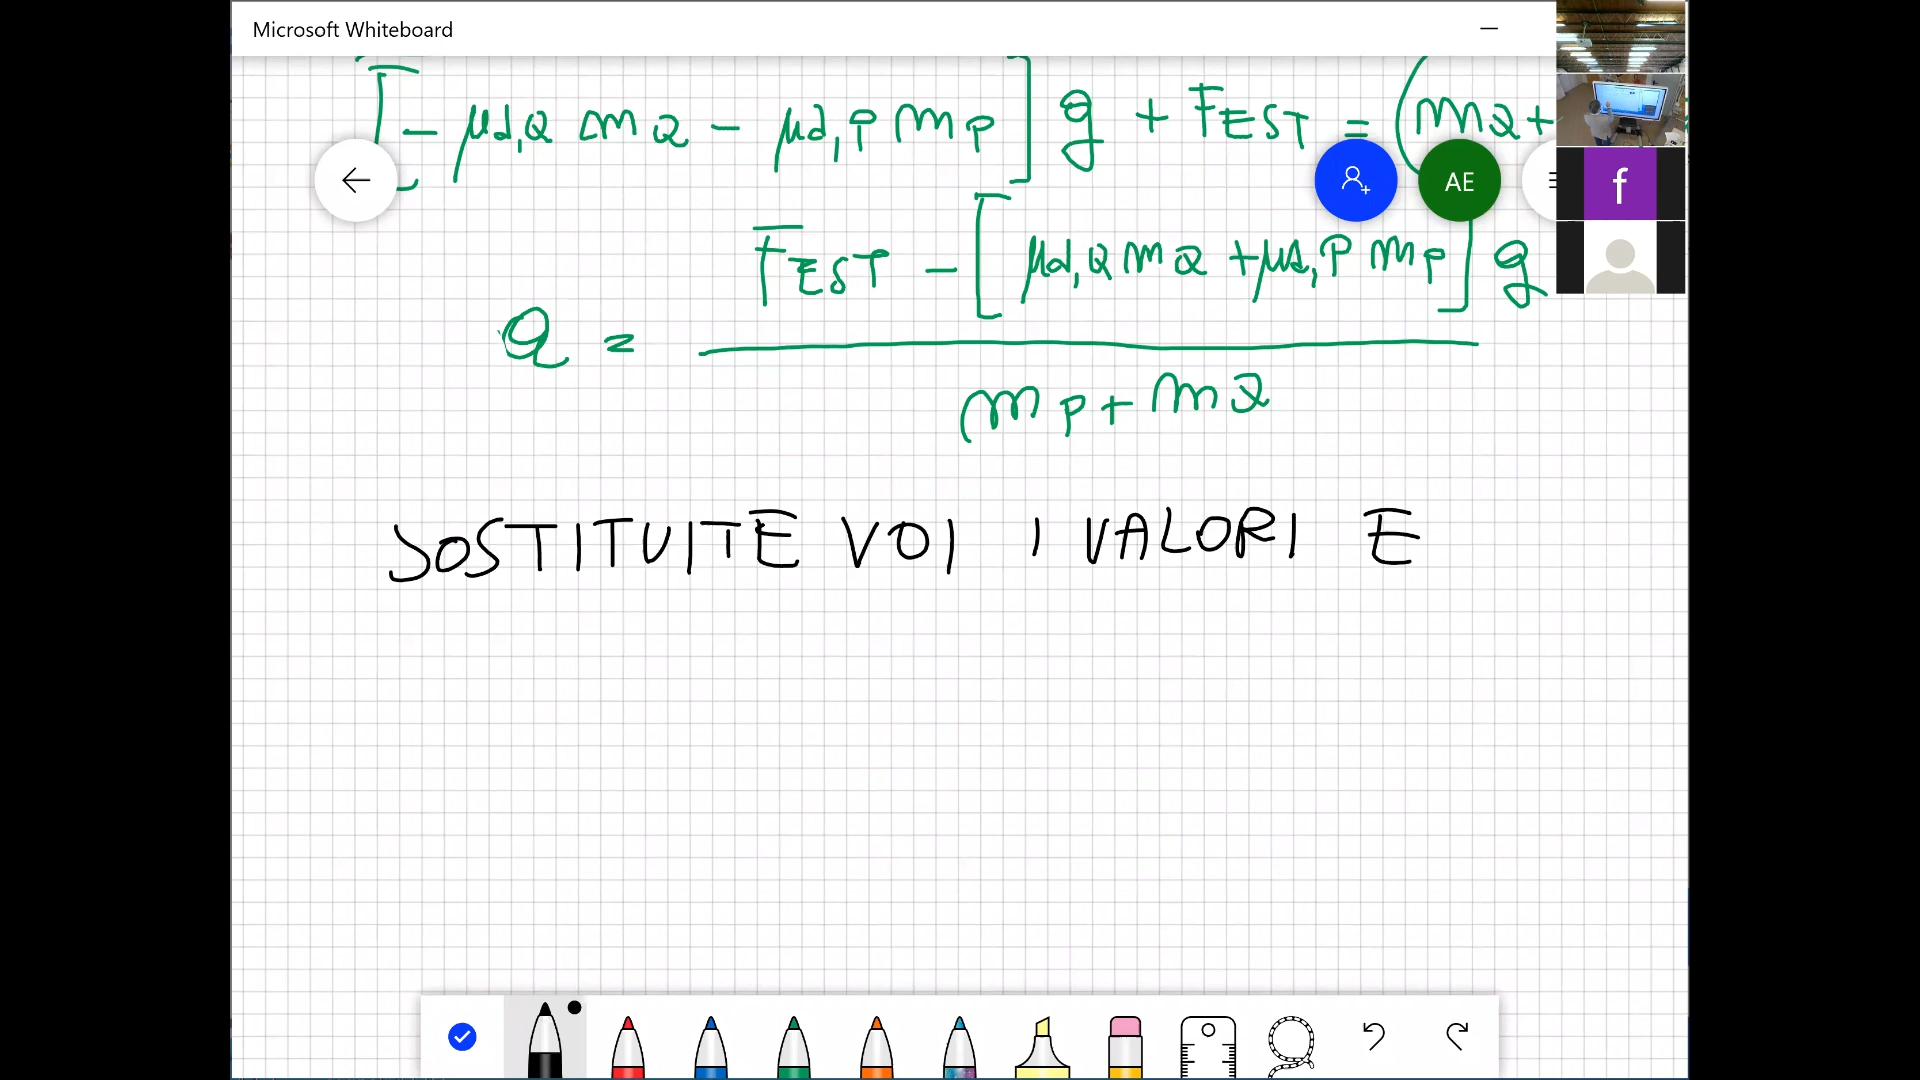 Microsoft Whiteboard
[- μd,Q mQ - μd,P mP] g + FEST = (mQ+
AE
f
a = FEST - [μd,Q mQ + μd,P mP] g
mP + mQ
SOSTITUITE VOI I VALORI E